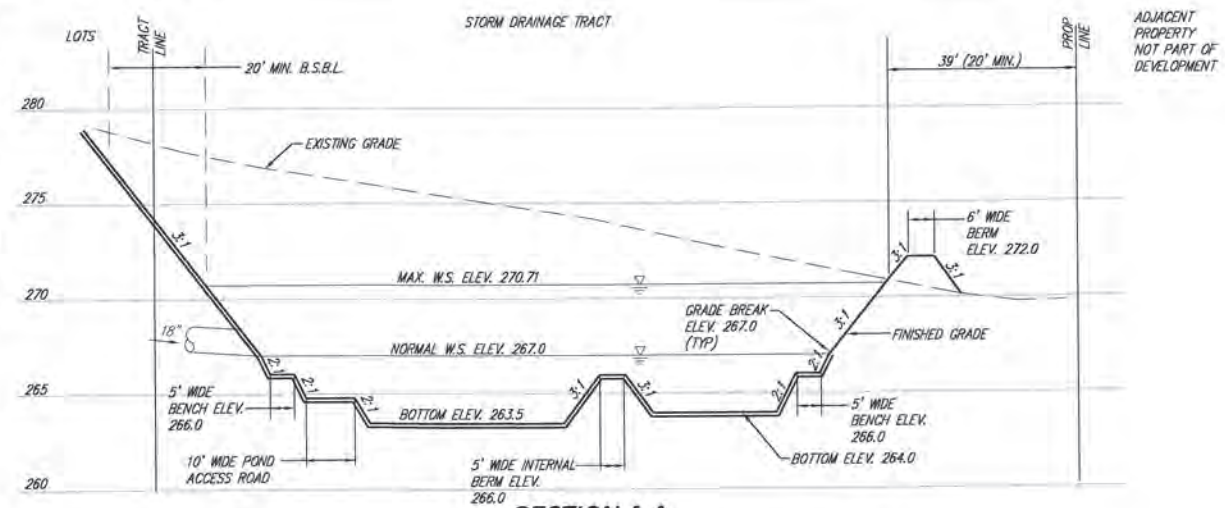 STORM DRAINAGE TRACT
LOTS
TRACT
LINE
20' MIN. B.S.B.L.
39' (20' MIN.)
PROP
LINE
ADJACENT
PROPERTY
NOT PART OF
DEVELOPMENT
280
EXISTING GRADE
275
3:1
6' WIDE
BERM
ELEV. 272.0
3:1
3:1
MAX. W.S. ELEV. 270.71
270
GRADE BREAK
ELEV. 267.0
(TYP)
3:1
FINISHED GRADE
18"
NORMAL W.S. ELEV. 267.0
2:1
2:1
2:1
265
5' WIDE
BENCH ELEV.
266.0
BOTTOM ELEV. 263.5
3:1
3:1
2:1
2:1
5' WIDE
BENCH ELEV.
266.0
10' WIDE POND
ACCESS ROAD
5' WIDE INTERNAL
BERM ELEV.
266.0
BOTTOM ELEV. 264.0
260
SECTION A-A